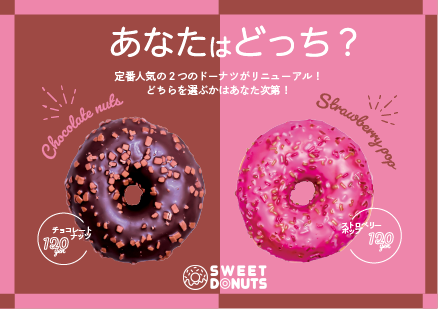 あなたはどっち？
定番人気の２つのドーナツがリニューアル！
どちらを選ぶかはあなた次第！
Chocolate nuts
Strawberry pop
チョコレート
ナッツ
120
yen
ストロベリー
ポップ
120
yen
SWEET
DONUTS